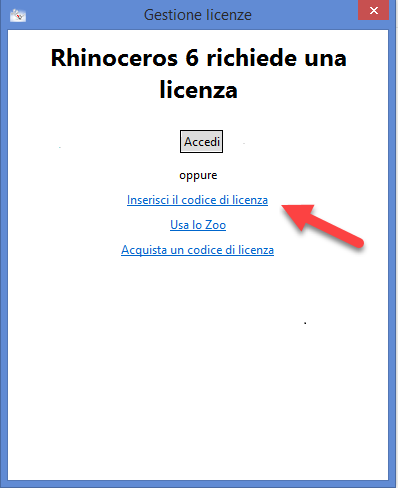 Gestione licenze
Rhinoceros 6 richiede una
licenza
Accedi
oppure
Inserisci il codice di licenza
Usa lo Zoo
Acquista un codice di licenza